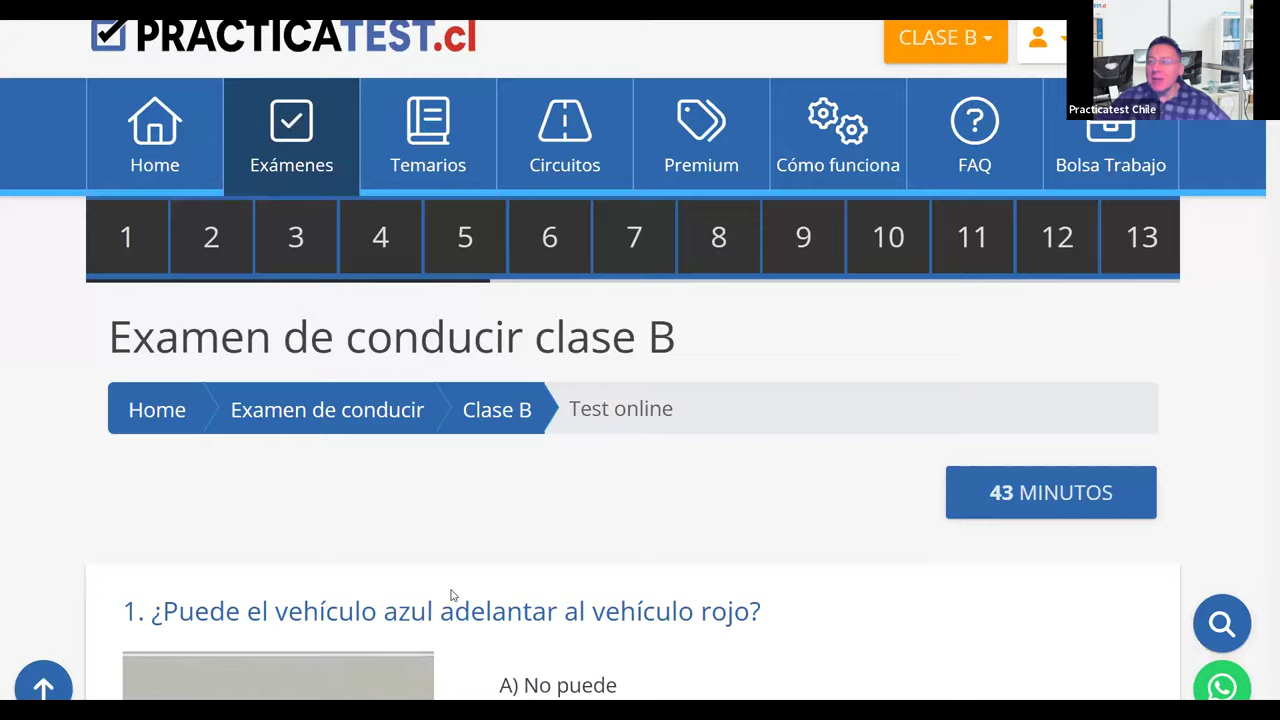 PRACTICATEST.cl
CLASE B
Practicatest Chile
Home
Exámenes
Temarios
Circuitos
Premium
Cómo funciona
FAQ
Bolsa Trabajo
1 2 3 4 5 6 7 8 9 10 11 12 13
Examen de conducir clase B
Home Examen de conducir Clase B Test online
43 MINUTOS
1. ¿Puede el vehículo azul adelantar al vehículo rojo?
A) No puede